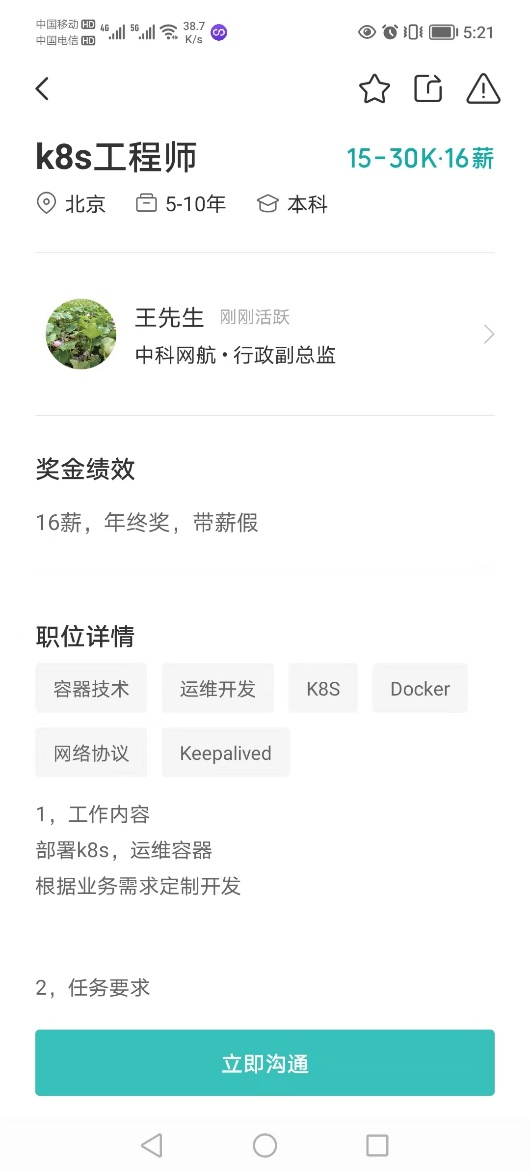 中国移动 HD 4G 5G 38.7 5:21
中国电信 HD K/s
k8s工程师 15-30K·16薪
北京 5-10年 本科
王先生 刚刚活跃
中科网航 • 行政副总监
奖金绩效
16薪，年终奖，带薪假
职位详情
容器技术 运维开发 K8S Docker
网络协议 Keepalived
1，工作内容
部署k8s，运维容器
根据业务需求定制开发
2，任务要求
立即沟通